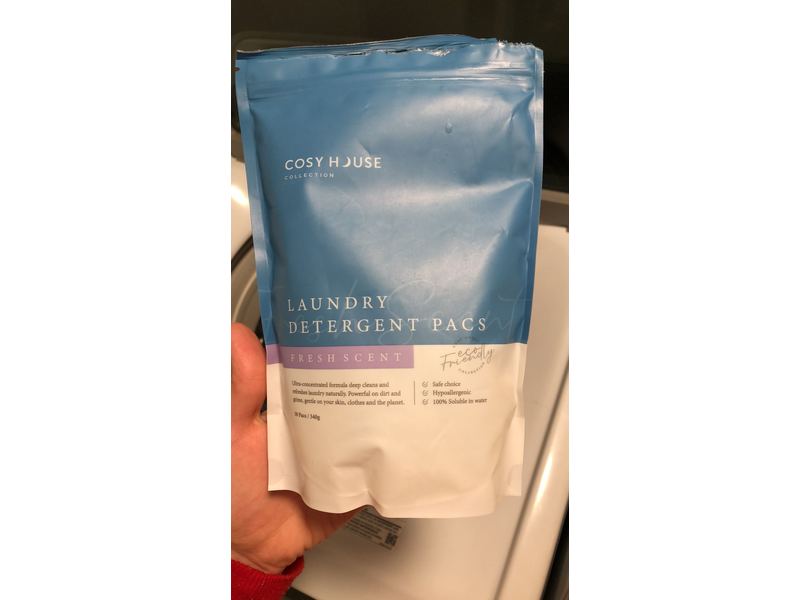 COSY HOUSE
COLLECTION
LAUNDRY
DETERGENT PACS
FRESH SCENT
eco
Friendly
Ultra-concentrated formula deep cleans and
refreshes laundry naturally. Powerful on dirt and
grime, gentle on your skin, clothes and the planet.
Safe choice
Hypoallergenic
100% Soluble in water
Pacs / 340g